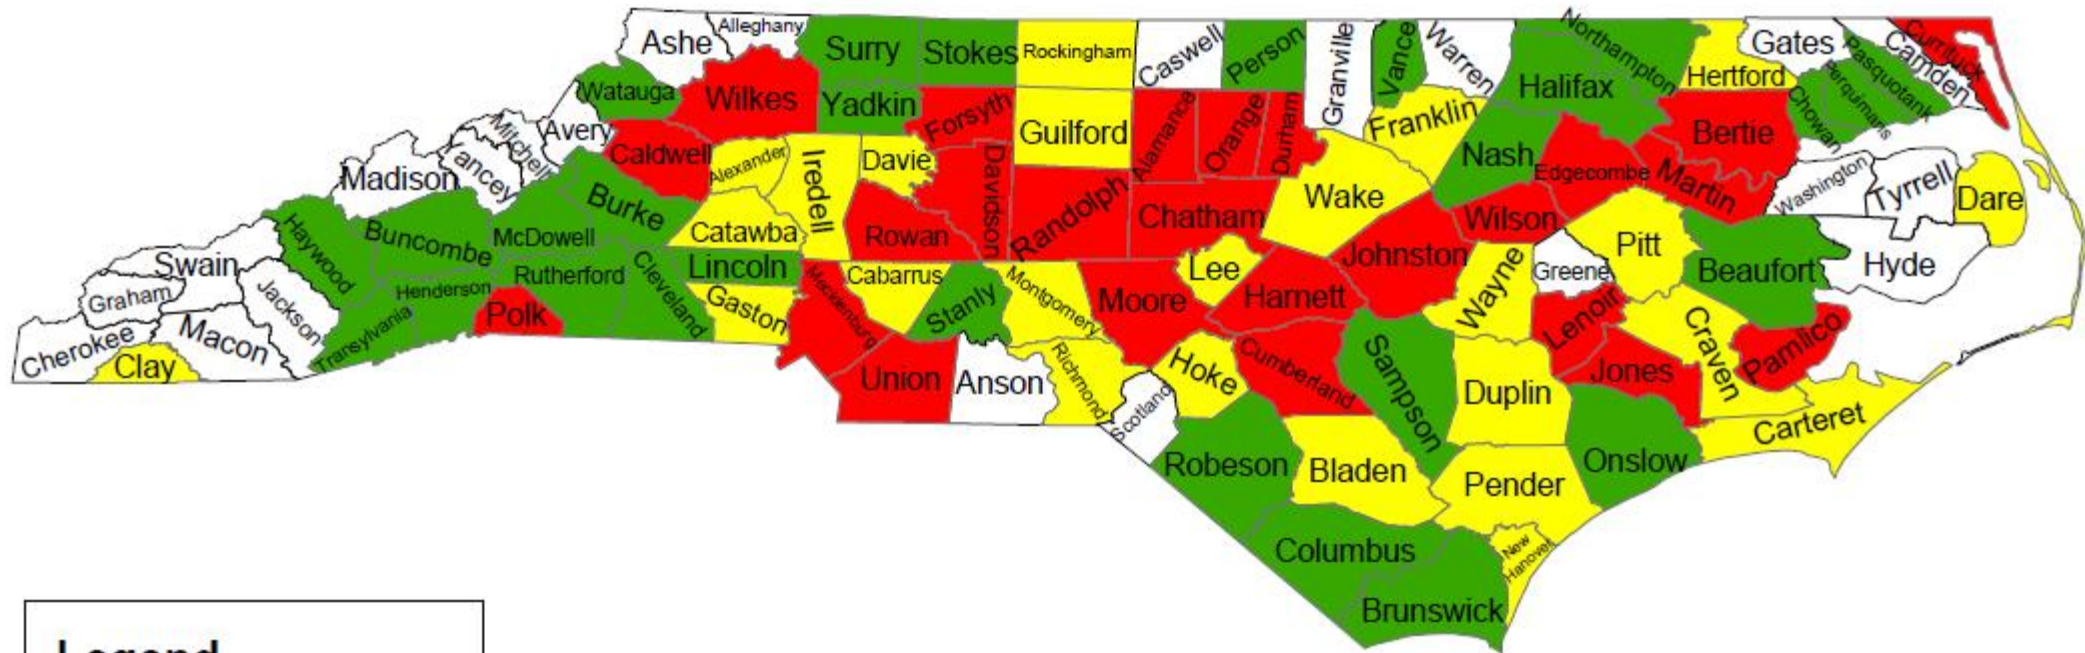 Ashe
Alleghany
Surry
Stokes
Rockingham
Caswell
Person
Granville
Vance
Warren
Northampton
Halifax
Hertford
Gates
Pasquotank
Camden
Currituck
Perquimans
Chowan
Watauga
Wilkes
Yadkin
Forsyth
Guilford
Alamance
Orange
Durham
Franklin
Nash
Edgecombe
Bertie
Martin
Washington
Tyrrell
Dare
Avery
Mitchell
Yancey
Madison
Caldwell
Alexander
Iredell
Davie
Davidson
Randolph
Chatham
Wake
Wilson
Johnston
Pitt
Beaufort
Hyde
Greene
Haywood
Buncombe
McDowell
Burke
Catawba
Rowan
Lincoln
Cleveland
Rutherford
Henderson
Polk
Transylvania
Swain
Graham
Jackson
Macon
Cherokee
Clay
Gaston
Mecklenburg
Cabarrus
Stanly
Montgomery
Moore
Lee
Harnett
Wayne
Lenoir
Craven
Pamlico
Jones
Union
Anson
Richmond
Scotland
Hoke
Cumberland
Sampson
Duplin
Carteret
Onslow
Robeson
Bladen
Pender
New
Hanover
Columbus
Brunswick
Legend